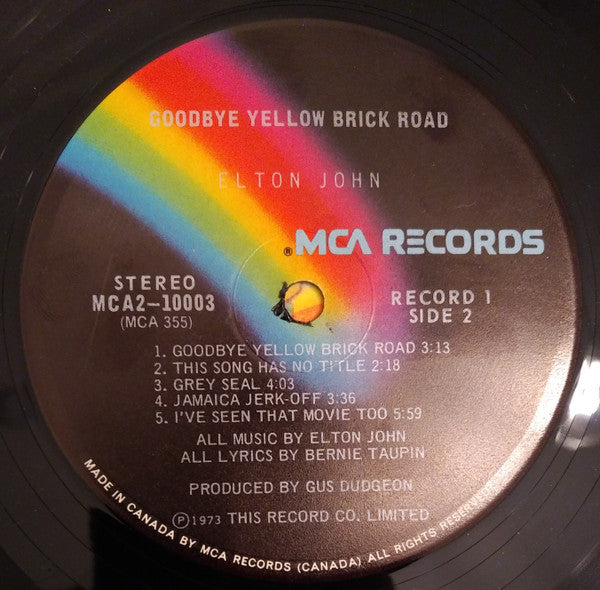 GOODBYE YELLOW BRICK ROAD
ELTON JOHN
® MCA RECORDS
STEREO
MCA2-10003
(MCA 355)
RECORD 1
SIDE 2
1. GOODBYE YELLOW BRICK ROAD 3:13
2. THIS SONG HAS NO TITLE 2:18
3. GREY SEAL 4:03
4. JAMAICA JERK-OFF 3:36
5. I'VE SEEN THAT MOVIE TOO 5:59
ALL MUSIC BY ELTON JOHN
ALL LYRICS BY BERNIE TAUPIN
PRODUCED BY GUS DUDGEON
℗1973 THIS RECORD CO. LIMITED
MADE IN CANADA BY MCA RECORDS (CANADA) ALL RIGHTS RESERVED